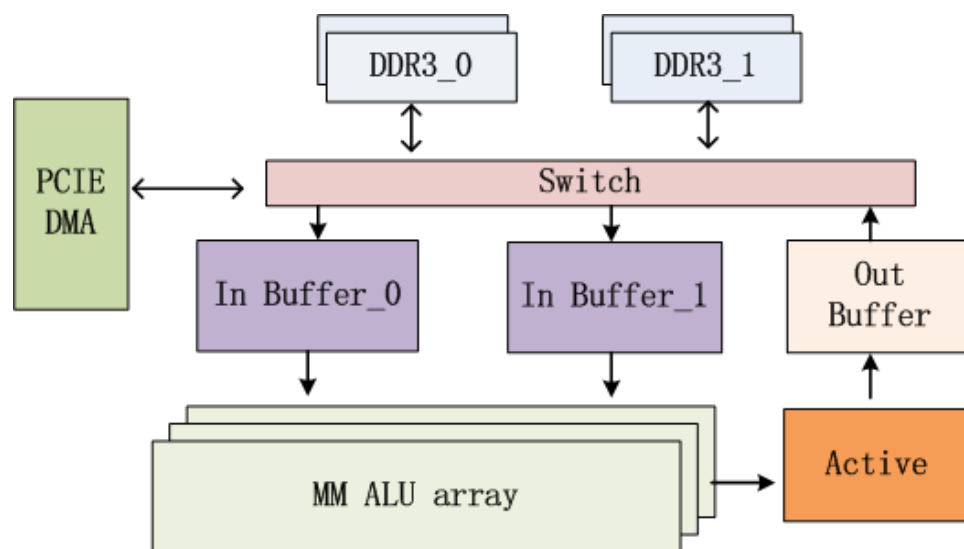 DDR3_0
DDR3_1
PCIE
DMA
Switch
In Buffer_0
In Buffer_1
Out
Buffer
MM ALU array
Active